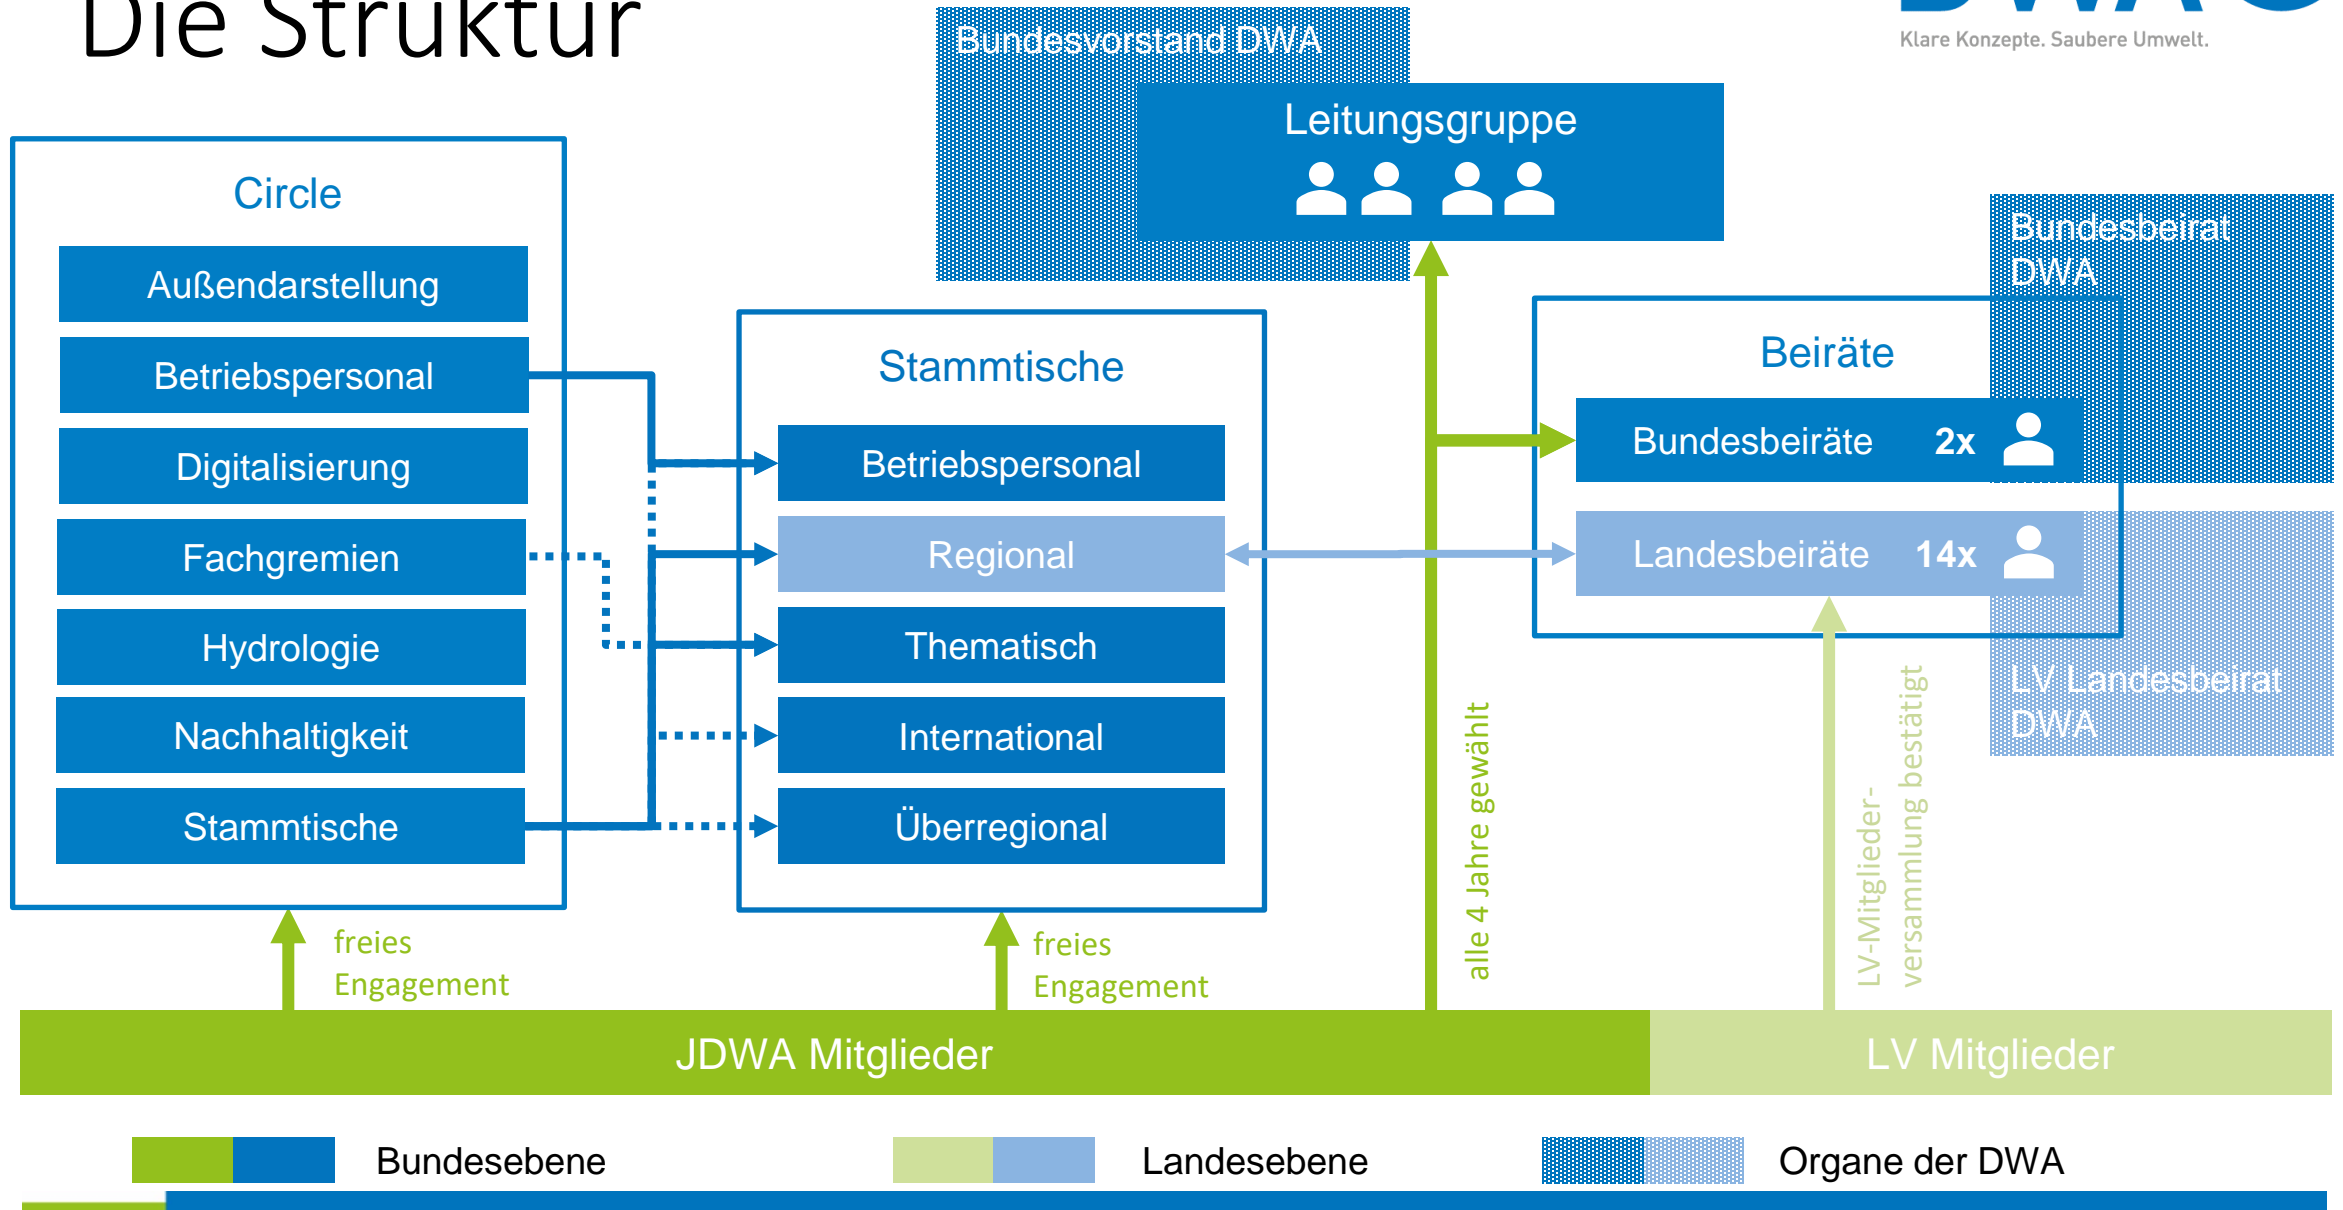 Die Struktur
DWA
Klare Konzepte. Saubere Umwelt.
Bundesvorstand DWA
Leitungsgruppe
Circle
Außendarstellung
Betriebspersonal
Digitalisierung
Fachgremien
Hydrologie
Nachhaltigkeit
Stammtische
Stammtische
Betriebspersonal
Regional
Thematisch
International
Überregional
Bundesbeirat
DWA
Beiräte
Bundesbeiräte 2x
Landesbeiräte 14x
LV Landesbeirat
DWA
freies
Engagement
freies
Engagement
alle 4 Jahre gewählt
LV-Mitglieder-
versammlung bestätigt
JDWA Mitglieder
LV Mitglieder
Bundesebene
Landesebene
Organe der DWA